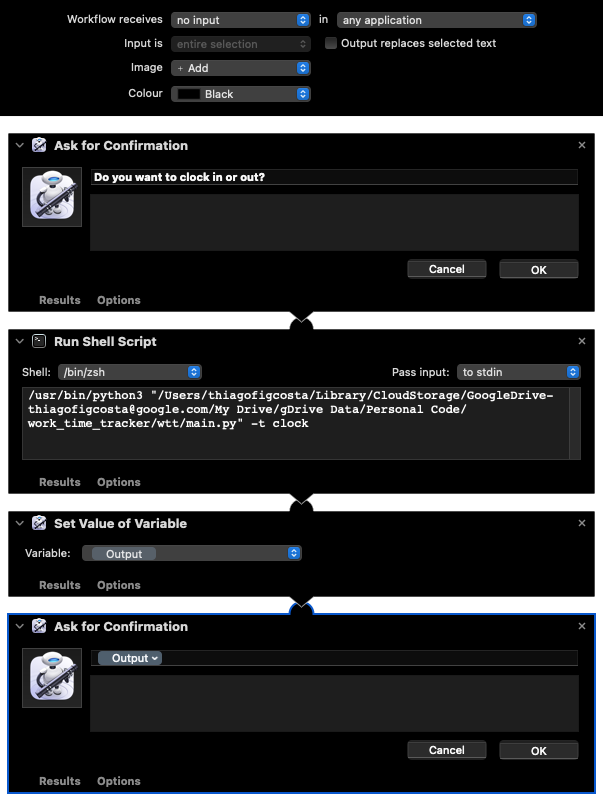 Workflow receives no input in any application
Input is entire selection Output replaces selected text
Image + Add
Colour Black
Ask for Confirmation
Do you want to clock in or out?
Cancel OK
Results Options
Run Shell Script
Shell: /bin/zsh Pass input: to stdin
/usr/bin/python3 "/Users/thiagofigcosta/Library/CloudStorage/GoogleDrive-
thiagofigcosta@google.com/My Drive/gDrive Data/Personal Code/
work_time_tracker/wtt/main.py" -t clock
Results Options
Set Value of Variable
Variable: Output
Results Options
Ask for Confirmation
Output
Cancel OK
Results Options